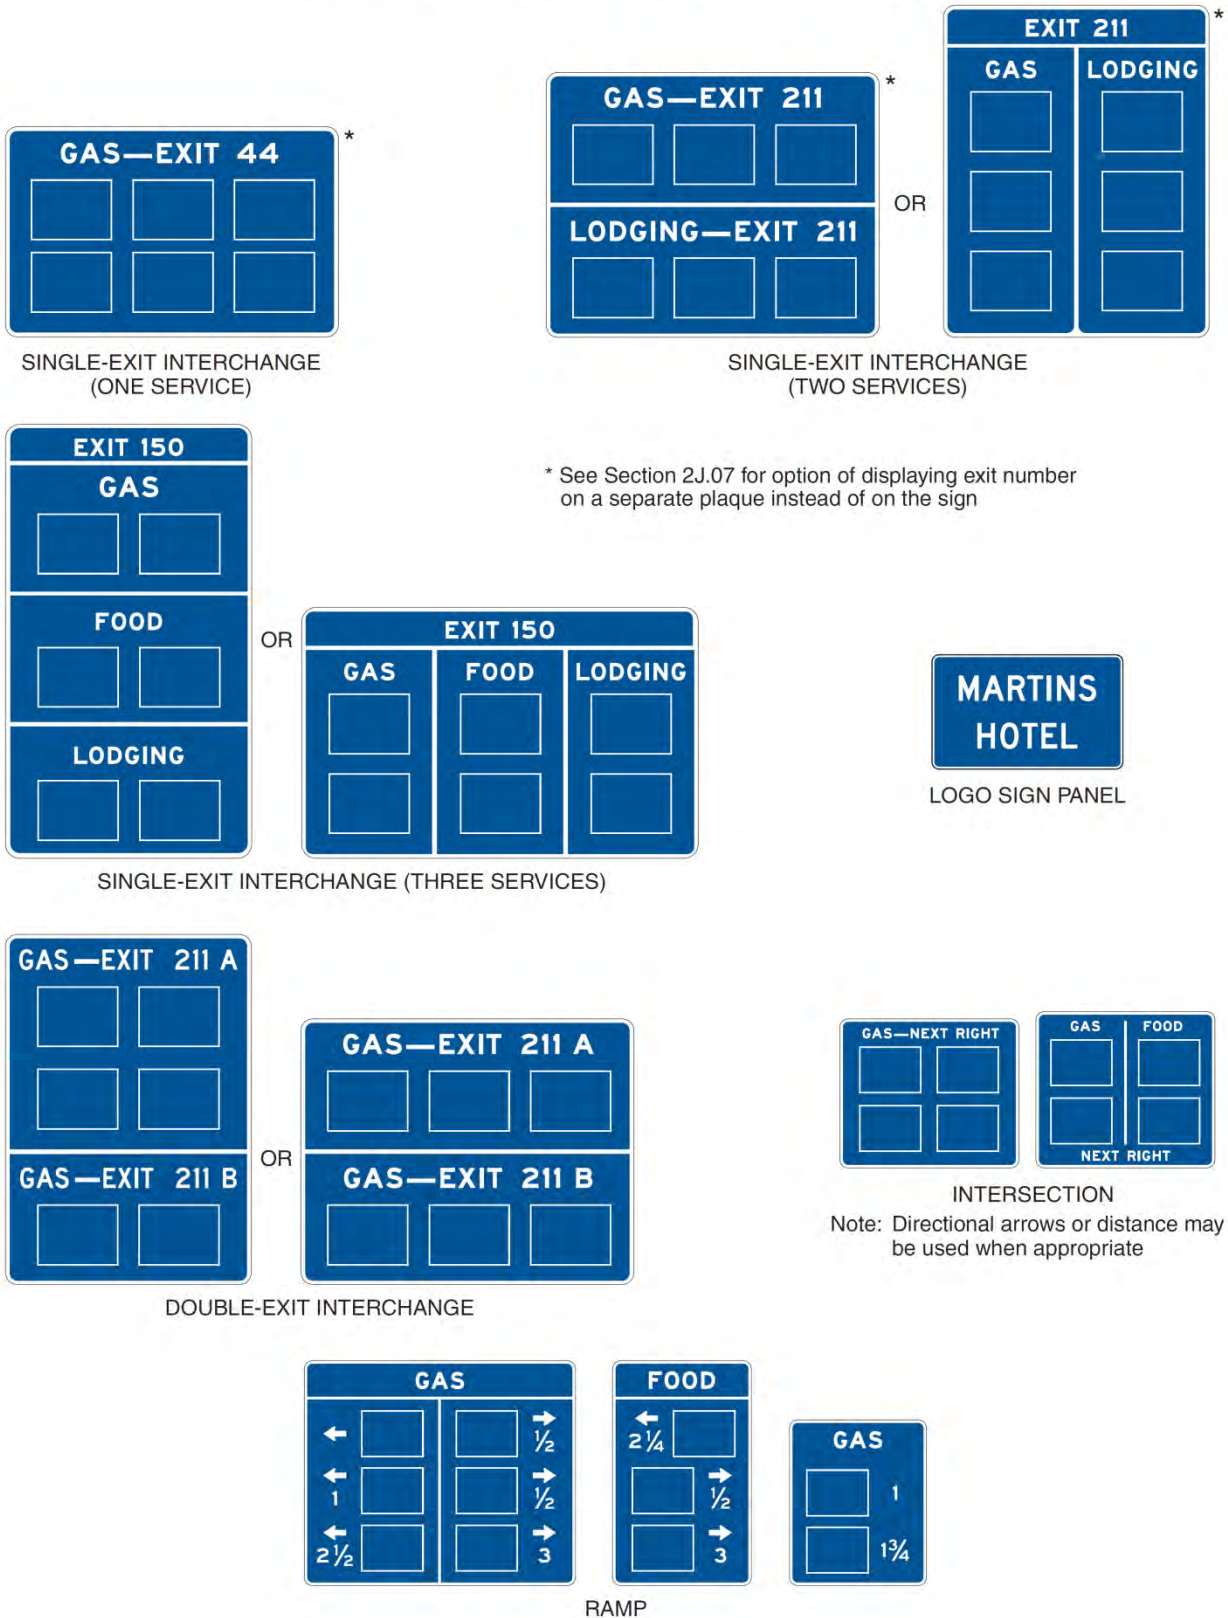 GAS—EXIT 44
*
SINGLE-EXIT INTERCHANGE
(ONE SERVICE)
GAS—EXIT 211
*
LODGING—EXIT 211
OR
EXIT 211
*
GAS
LODGING
SINGLE-EXIT INTERCHANGE
(TWO SERVICES)
* See Section 2J.07 for option of displaying exit number
on a separate plaque instead of on the sign
EXIT 150
GAS
FOOD
LODGING
OR
EXIT 150
GAS
FOOD
LODGING
SINGLE-EXIT INTERCHANGE (THREE SERVICES)
MARTINS
HOTEL
LOGO SIGN PANEL
GAS—EXIT 211 A
GAS—EXIT 211 B
OR
GAS—EXIT 211 A
GAS—EXIT 211 B
DOUBLE-EXIT INTERCHANGE
GAS—NEXT RIGHT
GAS
FOOD
NEXT RIGHT
INTERSECTION
Note: Directional arrows or distance may
be used when appropriate
GAS
← → ½
← 1 → ½
← 2½ → 3
FOOD
← 2¼
→ ½
→ 3
GAS
1
1¾
RAMP